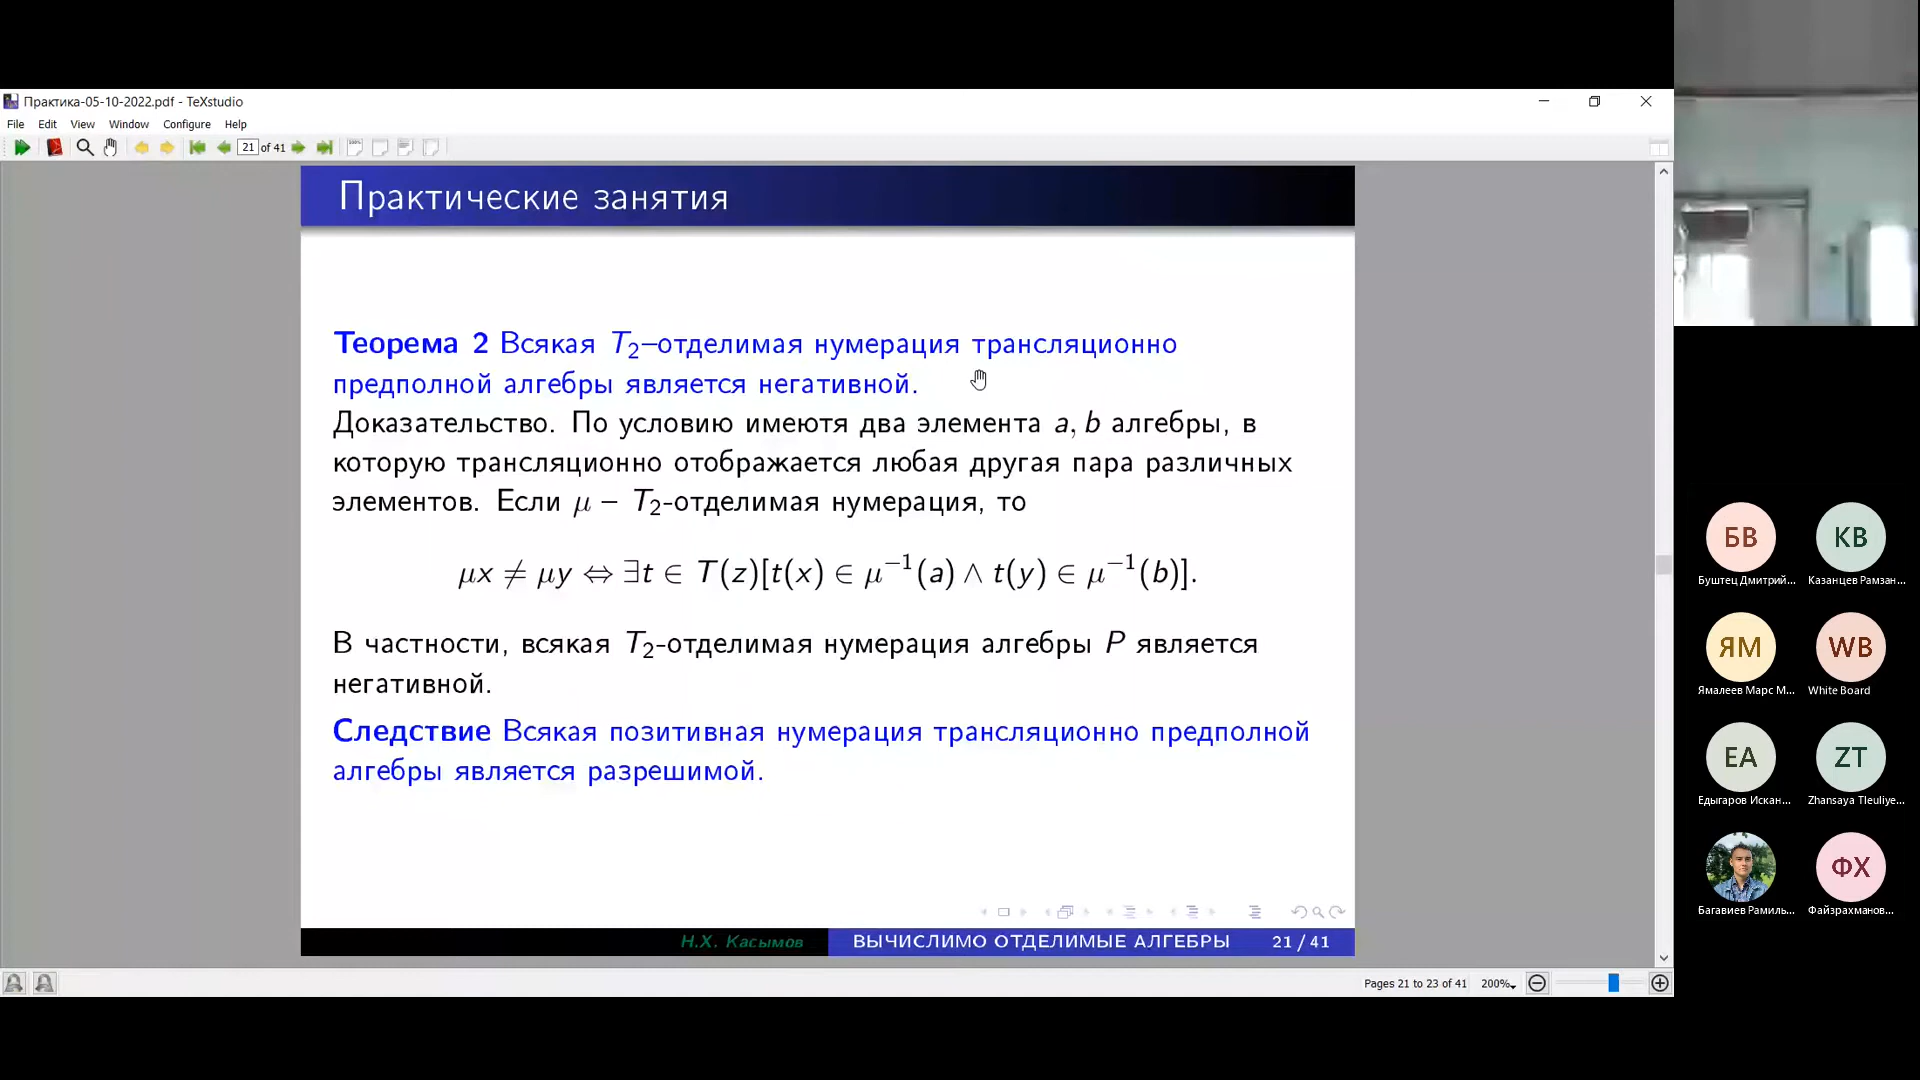 Практика-05-10-2022.pdf - TeXstudio
File Edit View Window Configure Help
21 of 41
Практические занятия
Теорема 2 Всякая T₂–отделимая нумерация трансляционно
предполной алгебры является негативной.
Доказательство. По условию имеютя два элемента a, b алгебры, в
которую трансляционно отображается любая другая пара различных
элементов. Если μ – T₂-отделимая нумерация, то
μx ≠ μy ⇔ ∃t ∈ T(z)[t(x) ∈ μ⁻¹(a) ∧ t(y) ∈ μ⁻¹(b)].
В частности, всякая T₂-отделимая нумерация алгебры P является
негативной.
Следствие Всякая позитивная нумерация трансляционно предполной
алгебры является разрешимой.
Н.Х. Касымов ВЫЧИСЛИМО ОТДЕЛИМЫЕ АЛГЕБРЫ 21 / 41
Pages 21 to 23 of 41 200%
БВ КВ
Буштец Дмитрий... Казанцев Рамзан...
ЯМ WB
Ямалеев Марс М... White Board
ЕА ZT
Едыгаров Искан... Zhansaya Tleuliye...
ФХ
Багавиев Рамиль... Файзрахманов...